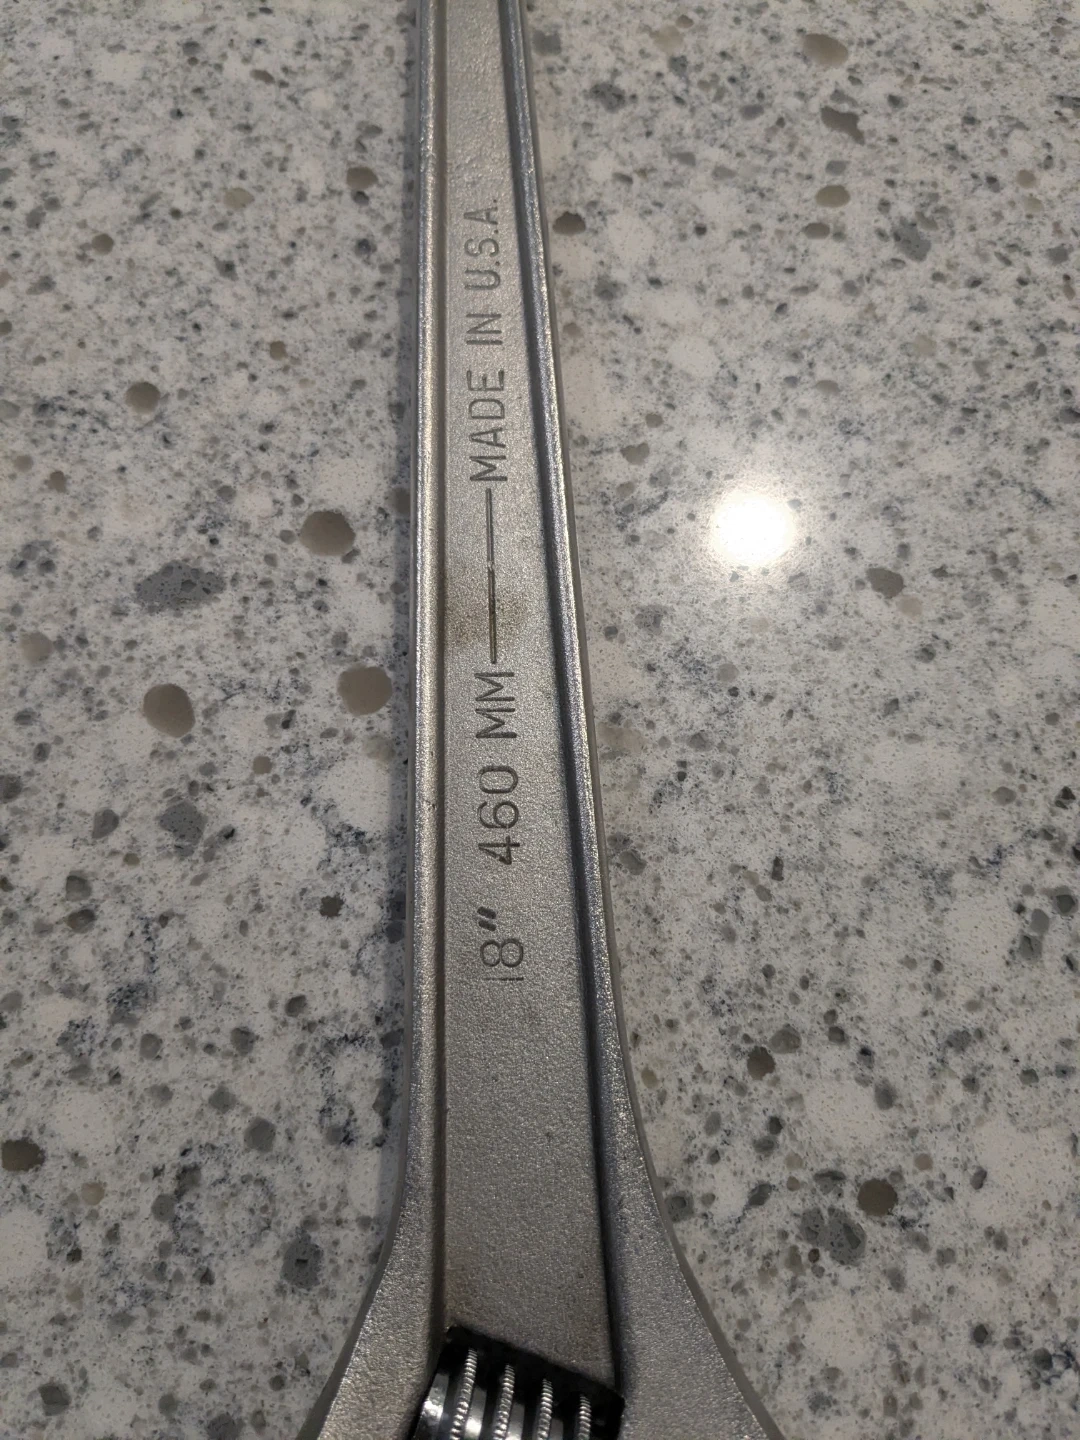 18" 460 MM——MADE IN U.S.A.